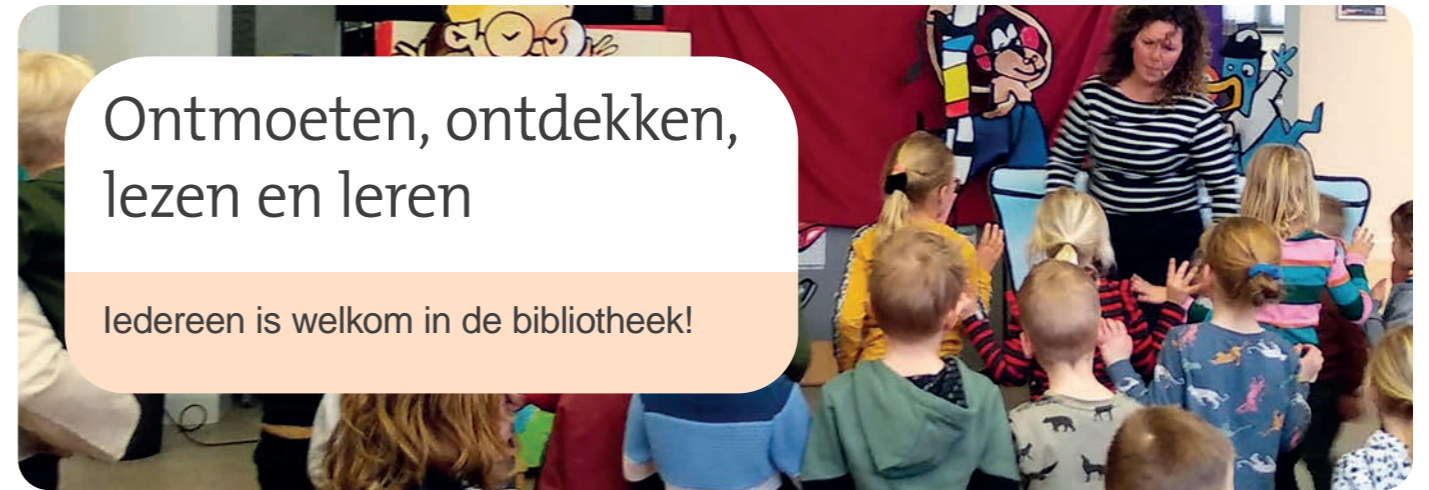 Ontmoeten, ontdekken,
lezen en leren
Iedereen is welkom in de bibliotheek!